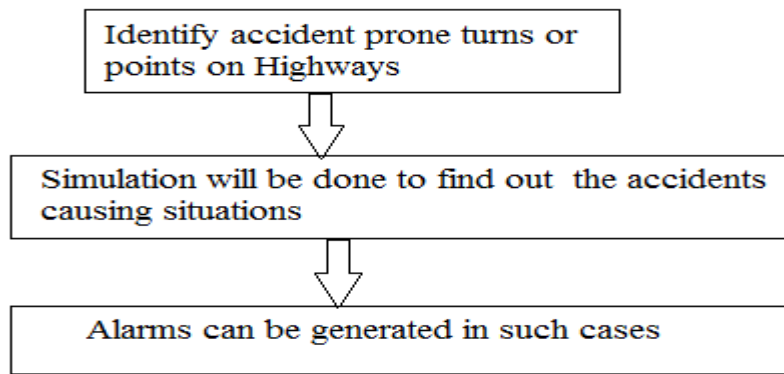 Identify accident prone turns or
points on Highways
Simulation will be done to find out the accidents
causing situations
Alarms can be generated in such cases